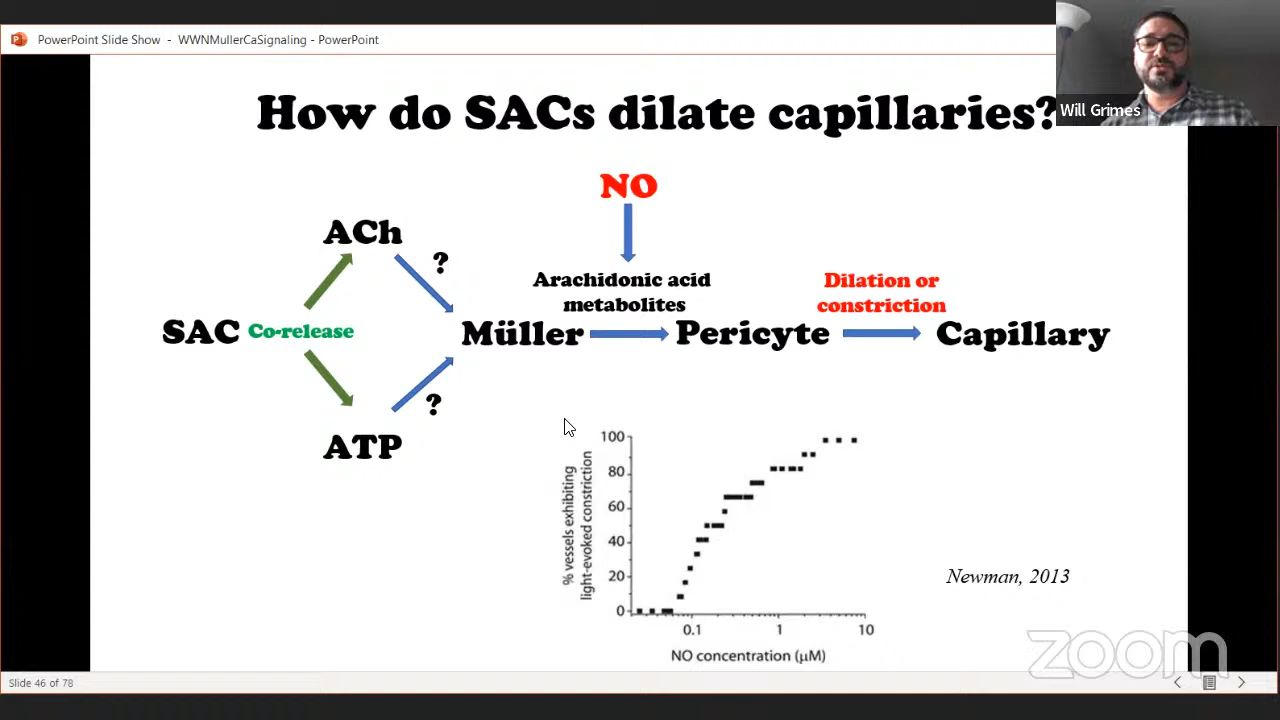 PowerPoint Slide Show - WWNMullerCaSignaling - PowerPoint
Will Grimes
How do SACs dilate capillaries?
NO
ACh
?
Arachidonic acid
metabolites
Dilation or
constriction
SAC Co-release
Müller
Pericyte
Capillary
?
ATP
% vessels exhibiting
light-evoked constriction
100
80
60
40
20
0
0.1 1 10
NO concentration (µM)
Newman, 2013
zoom
Slide 46 of 78